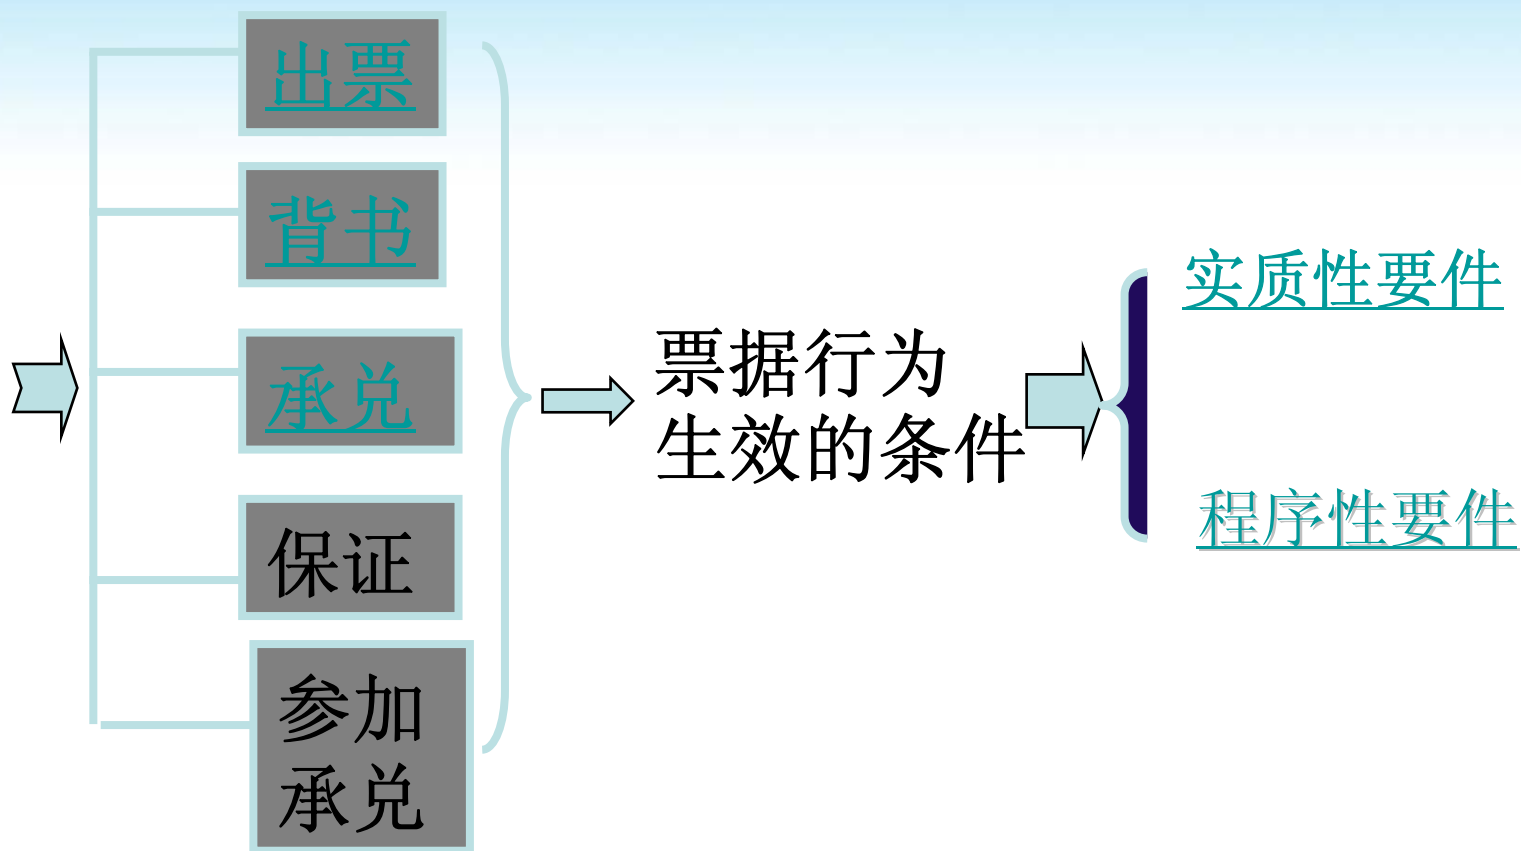 出票
背书
承兑
保证
参加
承兑
票据行为
生效的条件
实质性要件
程序性要件